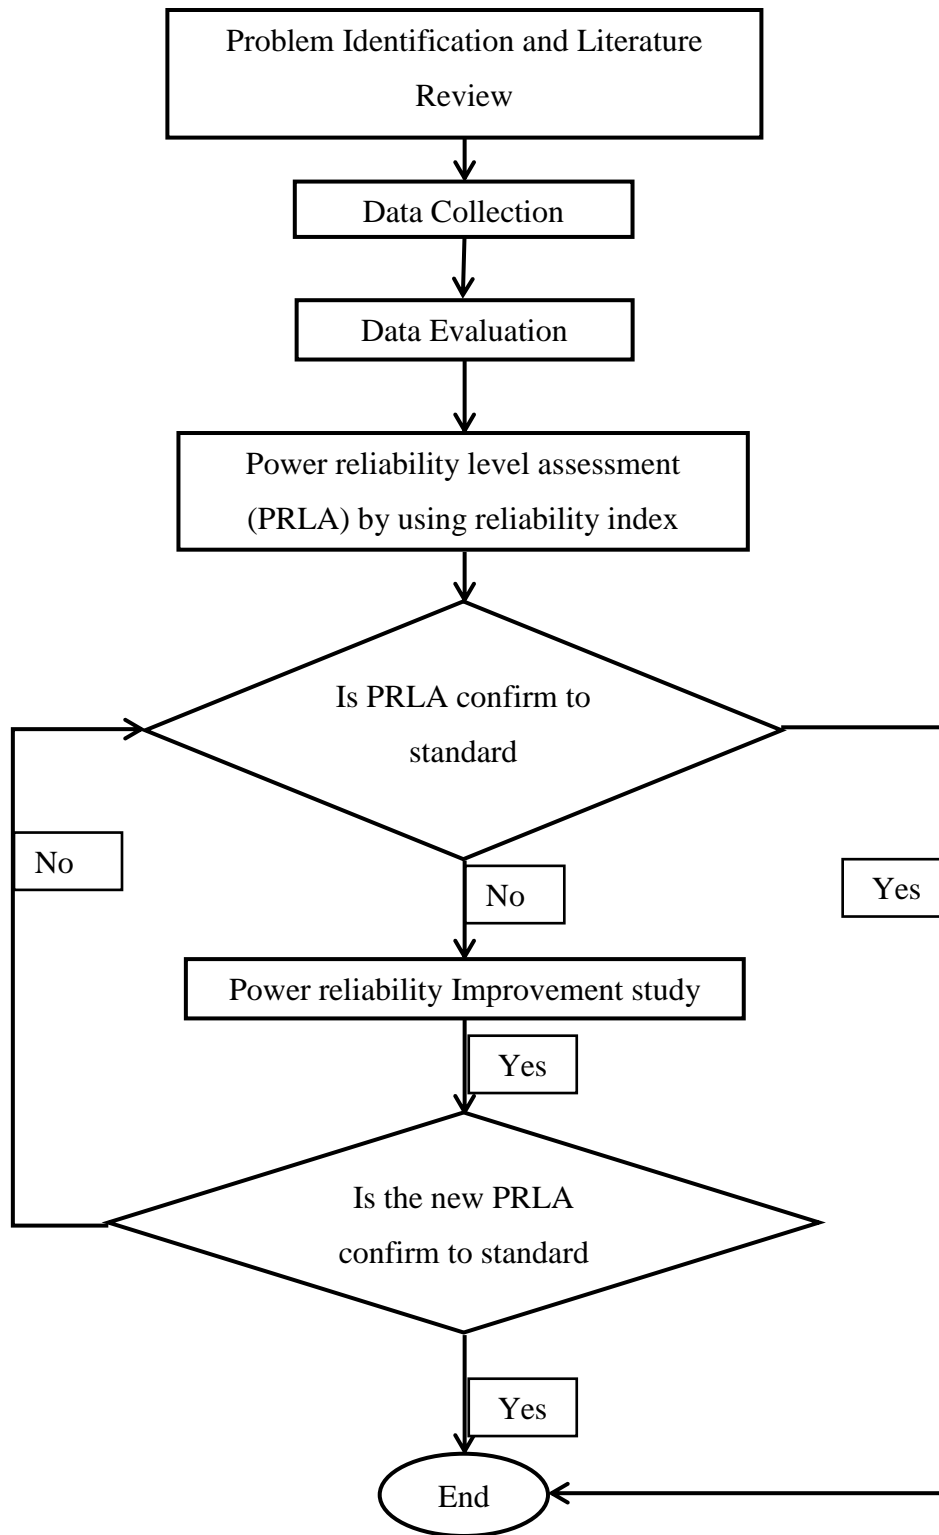 Problem Identification and Literature
Review
Data Collection
Data Evaluation
Power reliability level assessment
(PRLA) by using reliability index
Is PRLA confirm to
standard
No
No
Yes
Power reliability Improvement study
Yes
Is the new PRLA
confirm to standard
Yes
End